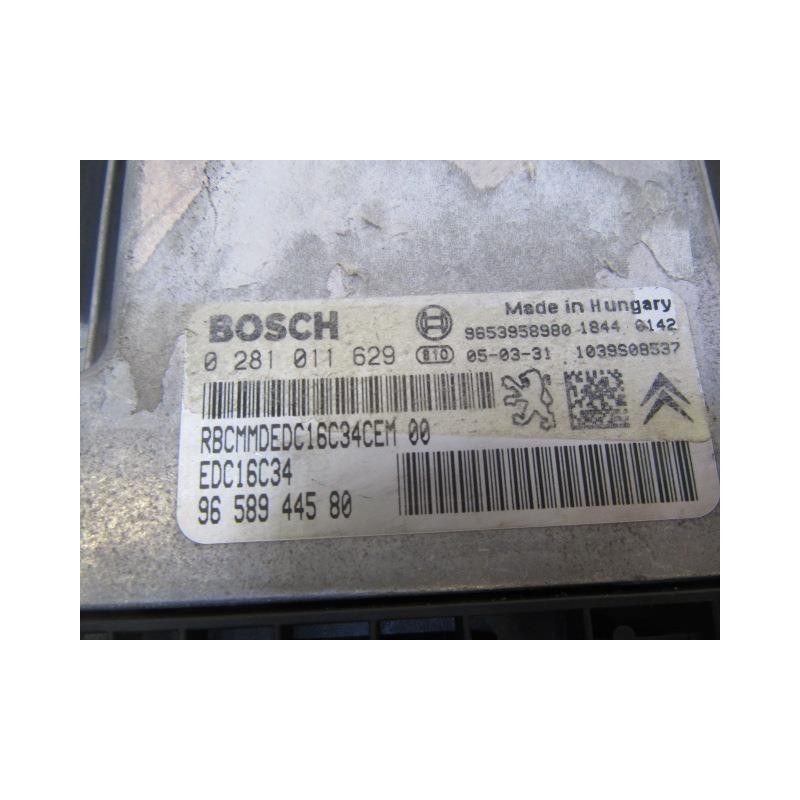 BOSCH
Made in Hungary
9653958980 1844 0142
0 281 011 629 810 05-03-31 1039S08537
RBCMMDEDC16C34CEM 00
EDC16C34
96 589 445 80